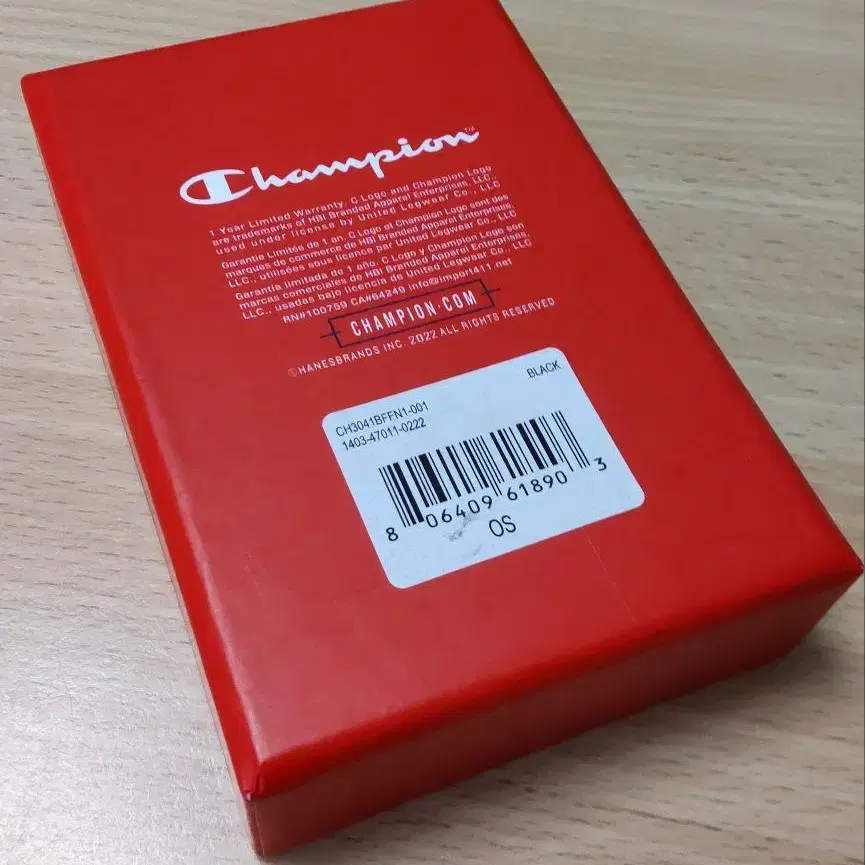 Champion™
1 Year Limited Warranty. C Logo and Champion Logo
are trademarks of HBI Branded Apparel Enterprises, LLC.,
used under license by United Legwear Co., LLC
Garantie Limités de 1 an. C Logo et Champion Logo sont des
marques de commerce do HBI Branded Apparel Enterprises,
LLC., utilisées sous licence par United Legwear Co., LLC
Garantía limitada de 1 año. C Logo y Champion Logo son
marcas comerciales de HBI Branded Apparel Enterprises,
LLC., usadas bajo licencia de United Legwear Co., LLC
RN#100759 CA#64249 info@import411.net
CHAMPION·COM
©HANESBRANDS INC. 2022 ALL RIGHTS RESERVED
BLACK
CH3041BFFN1-001
1403-47011-0222
8 06409 61890 3
OS